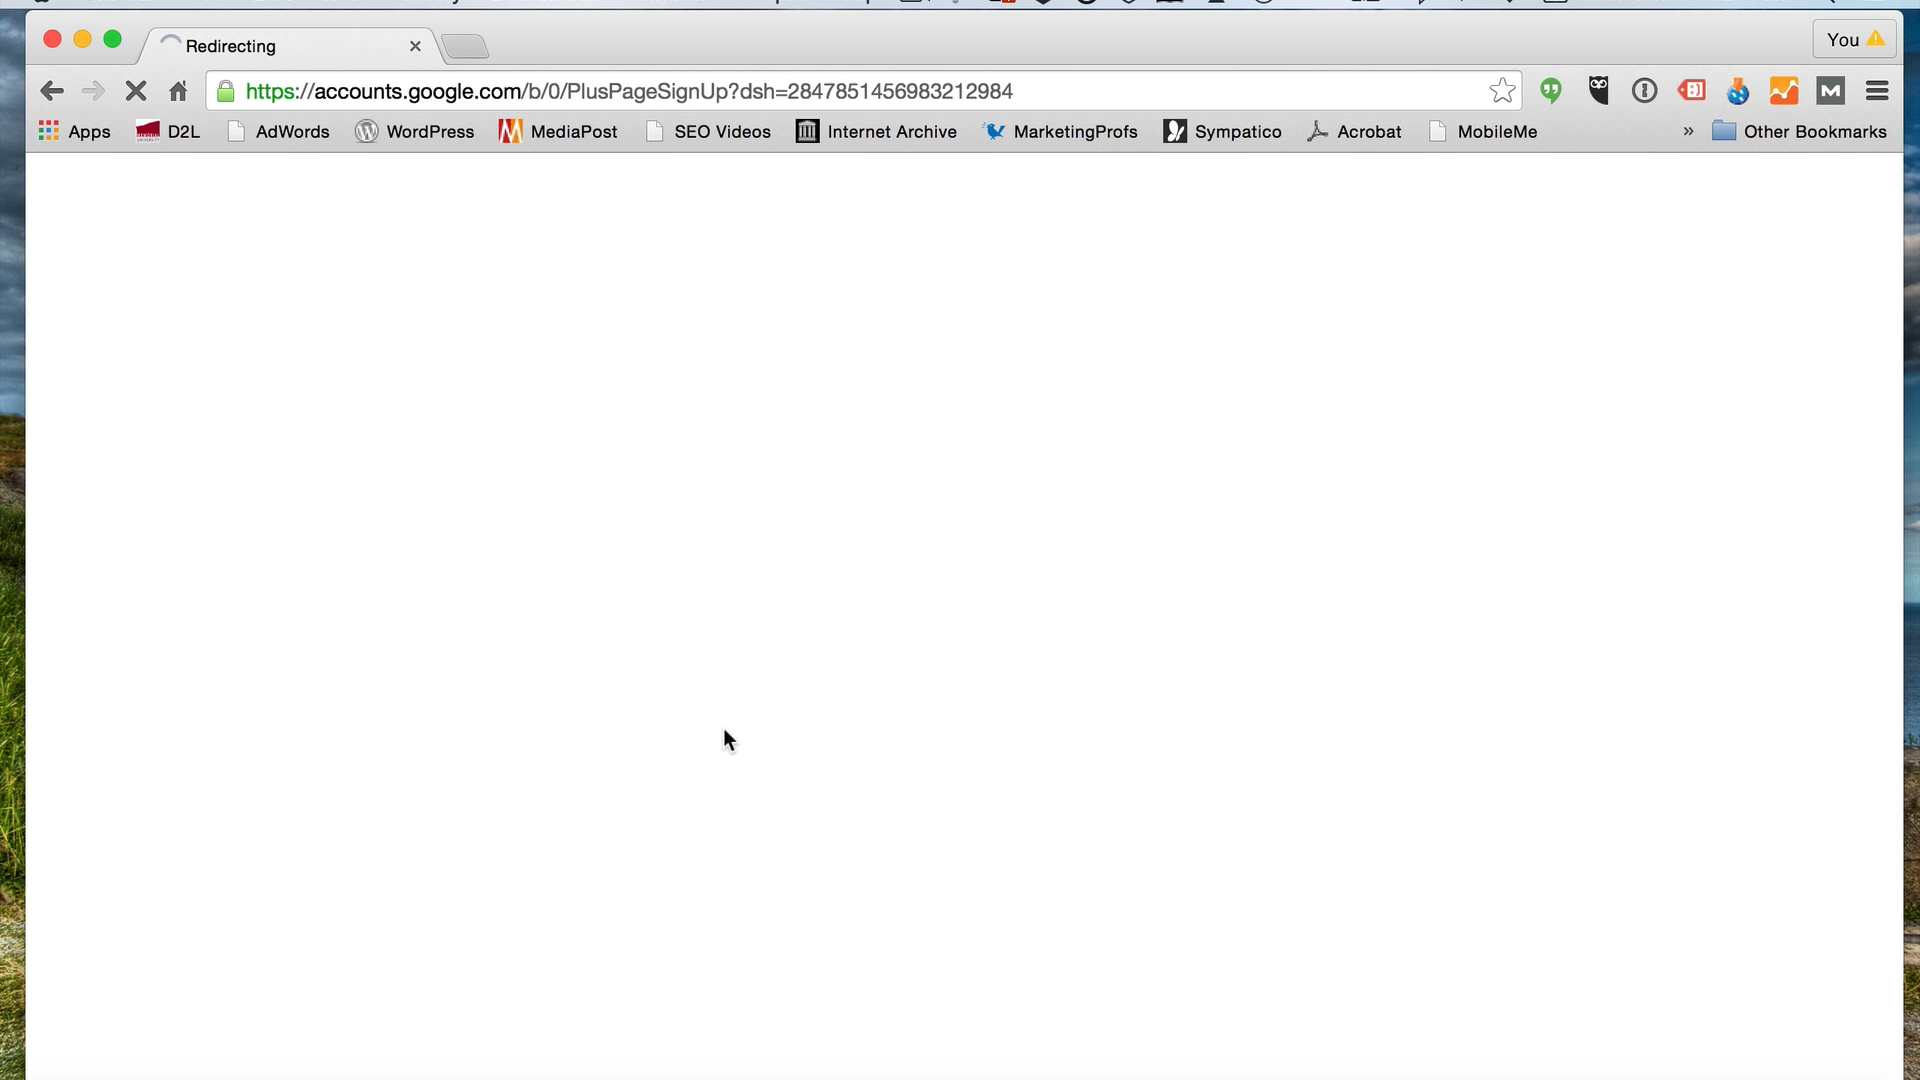 Redirecting
You
https://accounts.google.com/b/0/PlusPageSignUp?dsh=2847851456983212984
Apps D2L AdWords WordPress MediaPost SEO Videos Internet Archive MarketingProfs Sympatico Acrobat MobileMe » Other Bookmarks